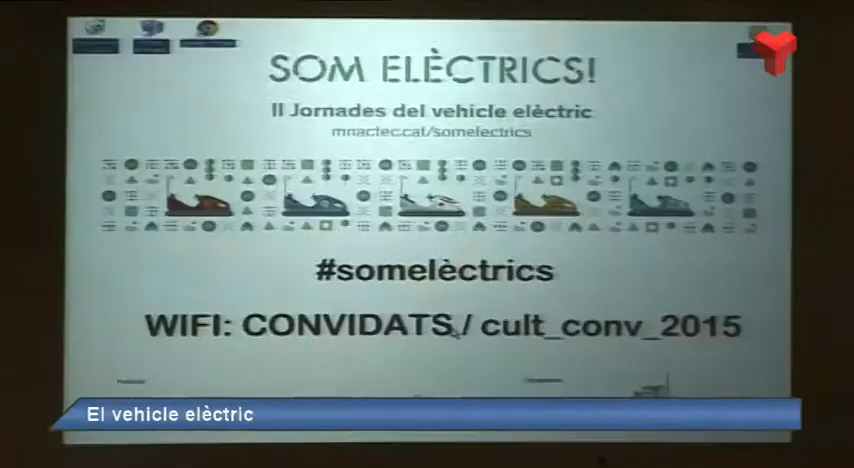 SOM ELÈCTRICS!
II Jornades del vehicle elèctric
mnactec.cat/somelectrics
#somelèctrics
WIFI: CONVIDATS / cult_conv_2015
El vehicle elèctric